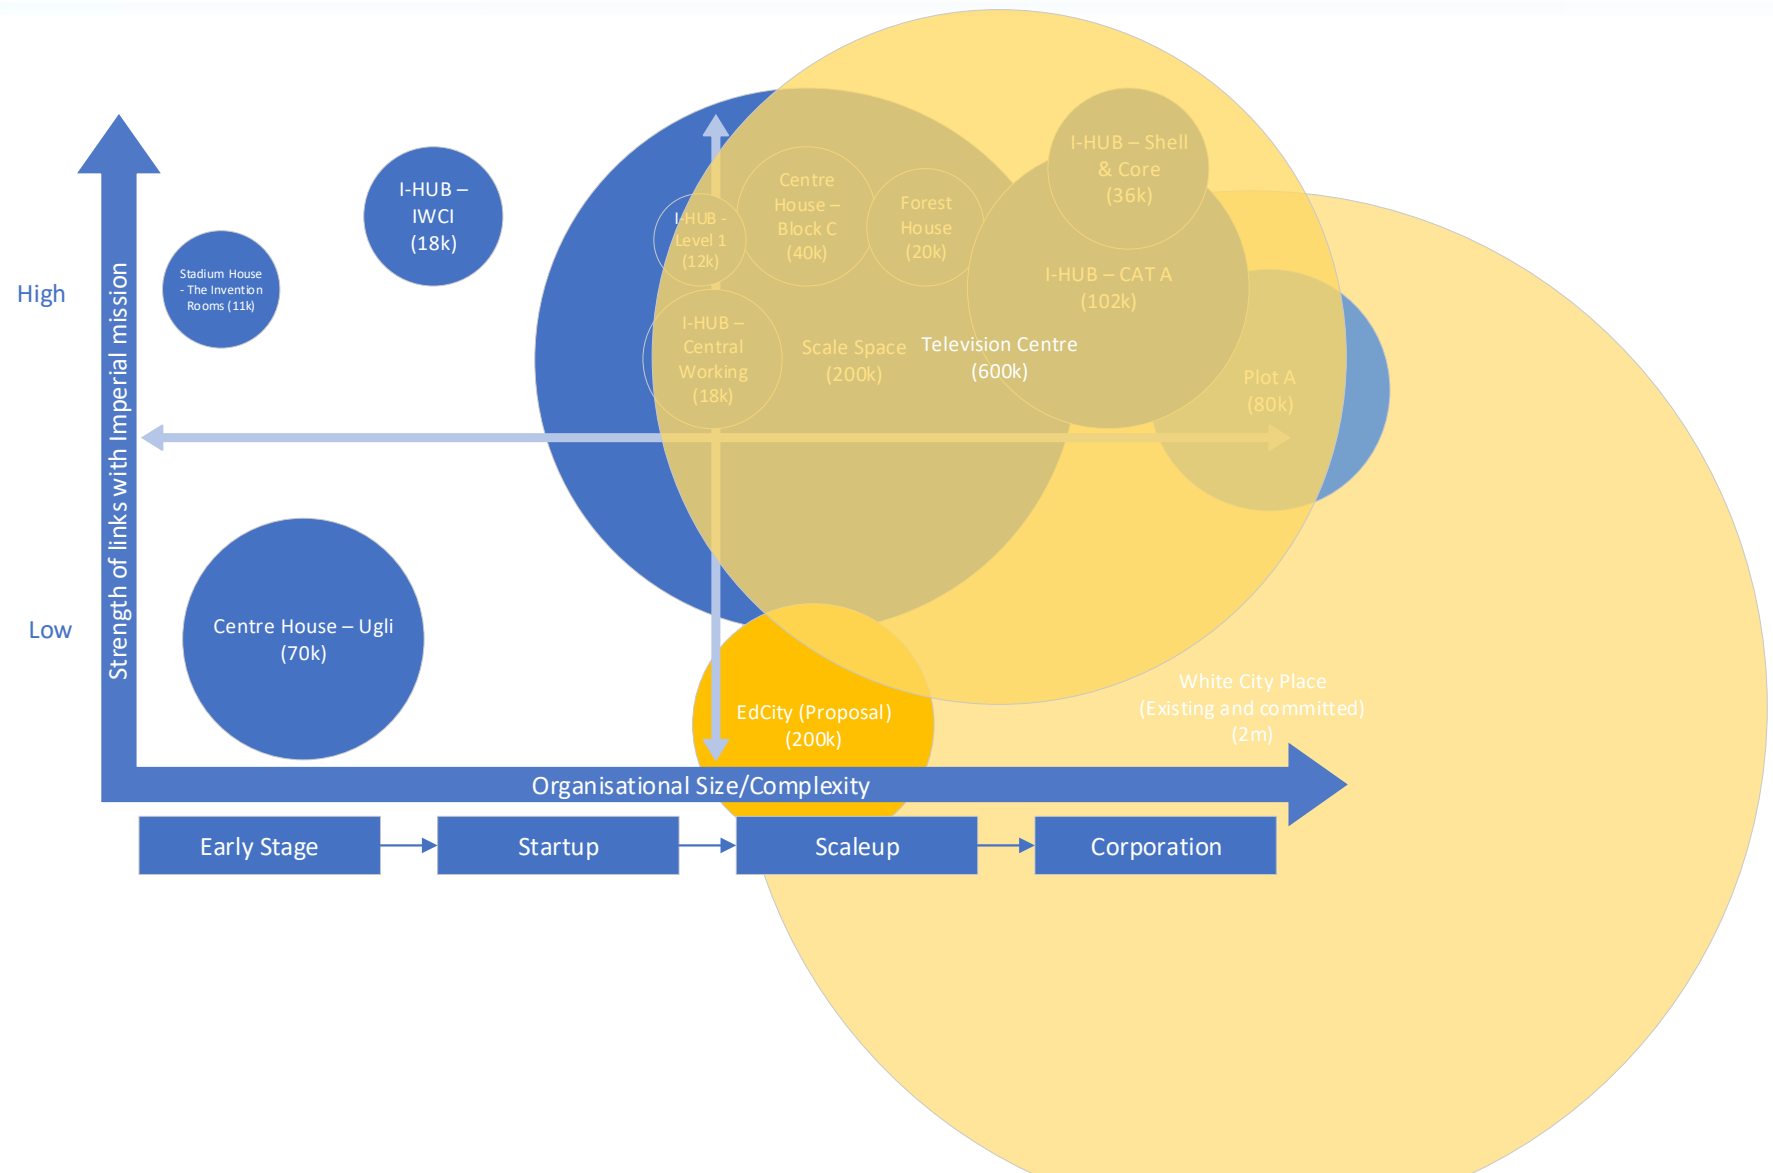 I-HUB – Shell
& Core
(36k)
I-HUB –
IWCI
(18k)
Centre
House –
Block C
(40k)
Forest
House
(20k)
I-HUB -
Level 1
(12k)
Stadium House
- The Invention
Rooms (11k)
I-HUB – CAT A
(102k)
High
I-HUB –
Central
Working
(18k)
Scale Space
(200k)
Television Centre
(600k)
Plot A
(80k)
Strength of links with Imperial mission
Low
Centre House – Ugli
(70k)
White City Place
(Existing and committed)
(2m)
EdCity (Proposal)
(200k)
Organisational Size/Complexity
Early Stage
Startup
Scaleup
Corporation